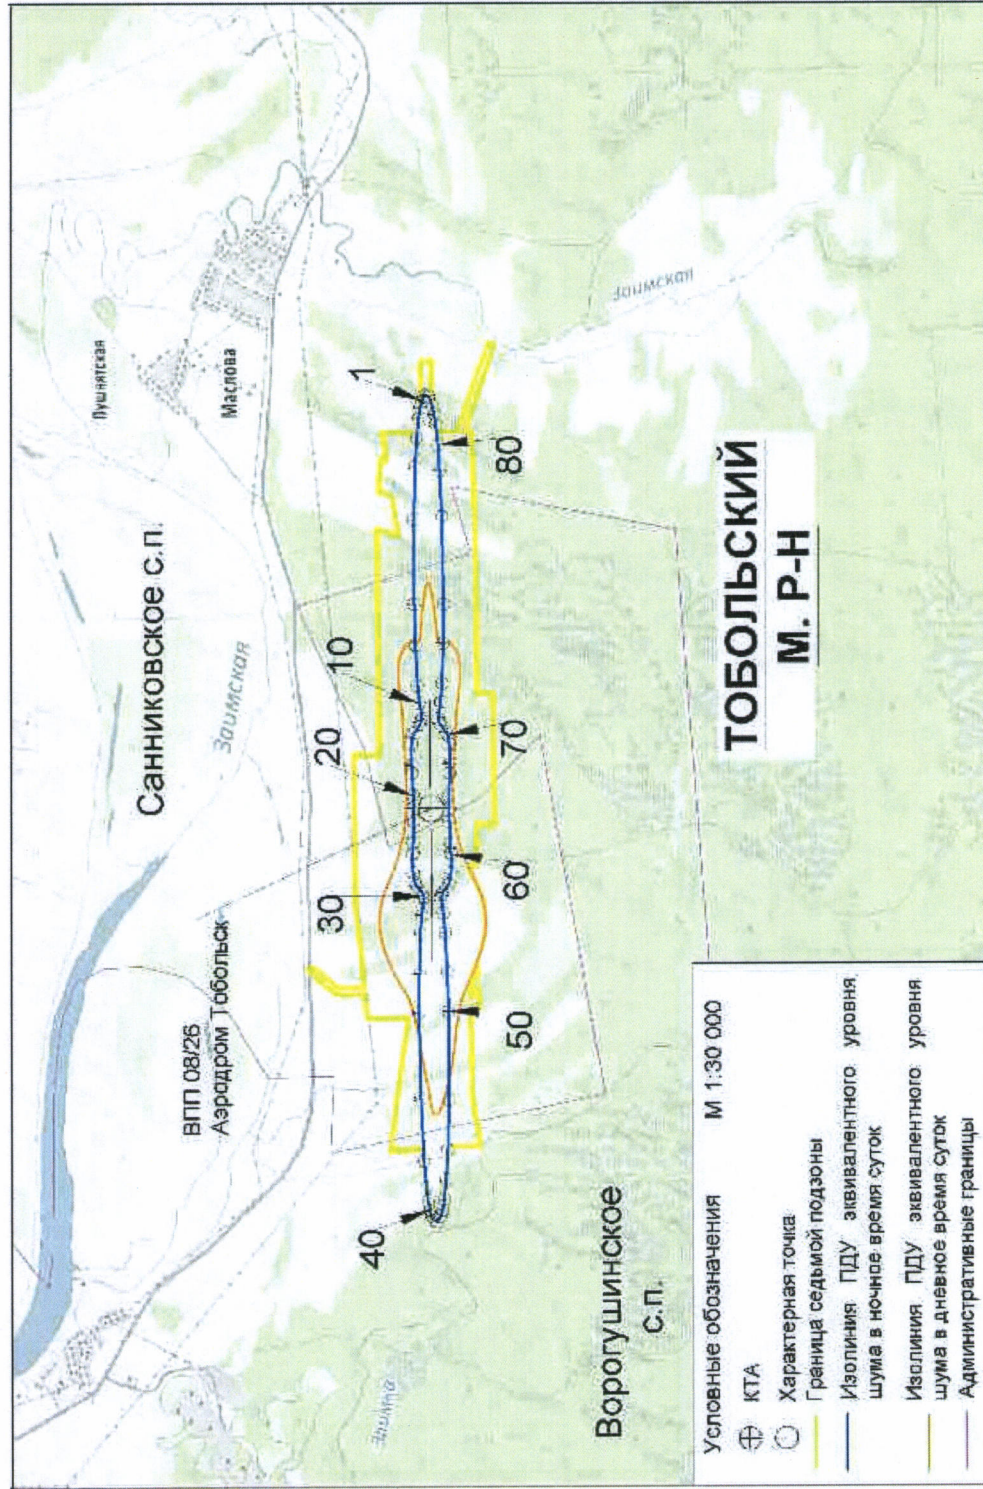 Пушнятская
Маслова
Санниковское с.п.
Заимская
Заимская
ВПП 08/26
Аэродром Тобольск
1
10
20
30
40
50
60
70
80
ТОБОЛЬСКИЙ
М. Р-Н
Ворогушинское
с.п.
Условные обозначения
М 1:30 000
КТА
Характерная точка
Граница седьмой подзоны
Изолиния ПДУ эквивалентного уровня
шума в ночное время суток
Изолиния ПДУ эквивалентного уровня
шума в дневное время суток
Административные границы